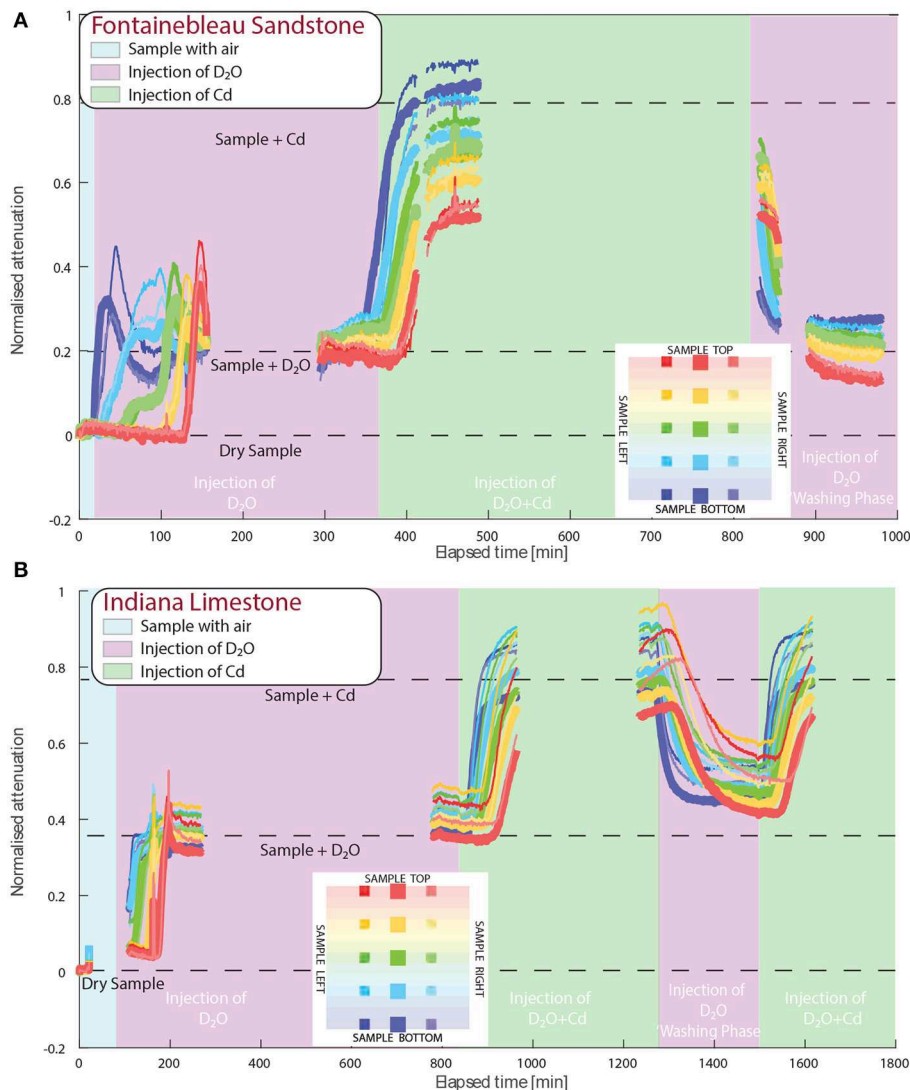 A
Fontainebleau Sandstone
Sample with air
Injection of D₂O
Injection of Cd
1
0.8
0.6
0.4
0.2
0
-0.2
Normalised attenuation
Sample + Cd
Sample + D₂O
Dry Sample
Injection of
D₂O
Injection of
D₂O+Cd
Injection of
D₂O
'Washing Phase
SAMPLE TOP
SAMPLE LEFT
SAMPLE RIGHT
SAMPLE BOTTOM
0 100 200 300 400 500 600 700 800 900 1000
Elapsed time [min]
B
Indiana Limestone
Sample with air
Injection of D₂O
Injection of Cd
1
0.8
0.6
0.4
0.2
0
-0.2
Normalised attenuation
Sample + Cd
Sample + D₂O
Dry Sample
Injection of
D₂O
SAMPLE TOP
SAMPLE LEFT
SAMPLE RIGHT
SAMPLE BOTTOM
Injection of
D₂O+Cd
Injection of
D₂O
'Washing Phase
Injection of
D₂O+Cd
0 200 400 600 800 1000 1200 1400 1600 1800
Elapsed time [min]